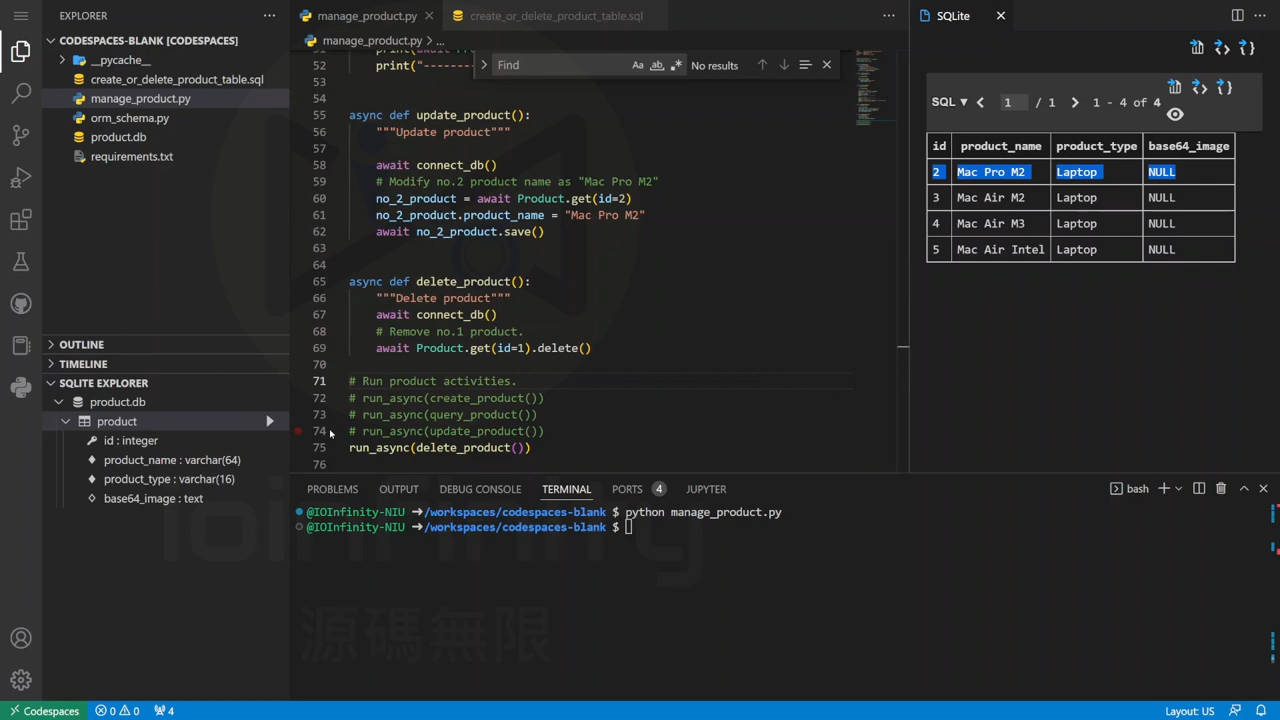 EXPLORER
CODESPACES-BLANK [CODESPACES]
__pycache__
create_or_delete_product_table.sql
manage_product.py
orm_schema.py
product.db
requirements.txt
OUTLINE
TIMELINE
SQLITE EXPLORER
product.db
product
id : integer
product_name : varchar(64)
product_type : varchar(16)
base64_image : text
manage_product.py
create_or_delete_product_table.sql
manage_product.py > ...
Find
Aa ab .* No results
52 print("--------
53
54
55 async def update_product():
56 """Update product"""
57
58 await connect_db()
59 # Modify no.2 product name as "Mac Pro M2"
60 no_2_product = await Product.get(id=2)
61 no_2_product.product_name = "Mac Pro M2"
62 await no_2_product.save()
63
64
65 async def delete_product():
66 """Delete product"""
67 await connect_db()
68 # Remove no.1 product.
69 await Product.get(id=1).delete()
70
71 # Run product activities.
72 # run_async(create_product())
73 # run_async(query_product())
74 # run_async(update_product())
75 run_async(delete_product())
76
PROBLEMS OUTPUT DEBUG CONSOLE TERMINAL PORTS 4 JUPYTER
bash
@IOInfinity-NIU ➜/workspaces/codespaces-blank $ python manage_product.py
@IOInfinity-NIU ➜/workspaces/codespaces-blank $
源碼無限
SQLite
SQL 1 / 1 1 - 4 of 4
id product_name product_type base64_image
2 Mac Pro M2 Laptop NULL
3 Mac Air M2 Laptop NULL
4 Mac Air M3 Laptop NULL
5 Mac Air Intel Laptop NULL
Codespaces 0 0 4
Layout: US